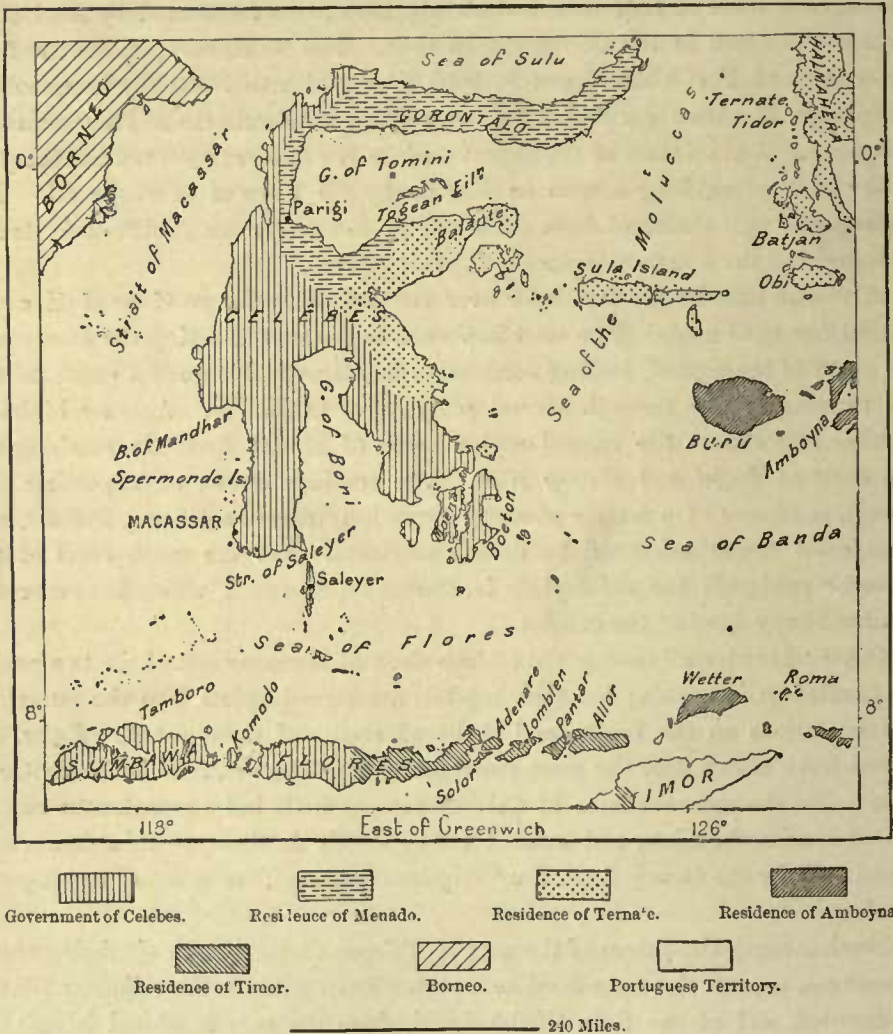 Sea of Sulu
BORNEO
GORONTALO
HALMAHERA
Ternate
Tidor
0°
0°
G. of Tomini
Strait of Macassar
Parigi
Togean Eilⁿ
Balante
Moluccas
Batjan
Sula Island
Obi
CELEBES
Sea of the
B. of Mandhar
G. of Boni
BURU
Amboyna
Spermonde Is.
MACASSAR
Boeton
Sea of Banda
Str. of Saleyer
Saleyer
Sea of Flores
Tamboro
Komodo
Adenare
Lomblen
Pantar
Allor
Wetter
Roma
8°
8°
SUMBAWA
FLORES
Solor
TIMOR
118°
East of Greenwich
126°
Government of Celebes.
Resileuce of Menado.
Residence of Terna'c.
Residence of Amboyna
Residence of Timor.
Borneo.
Portuguese Territory.
240 Miles.